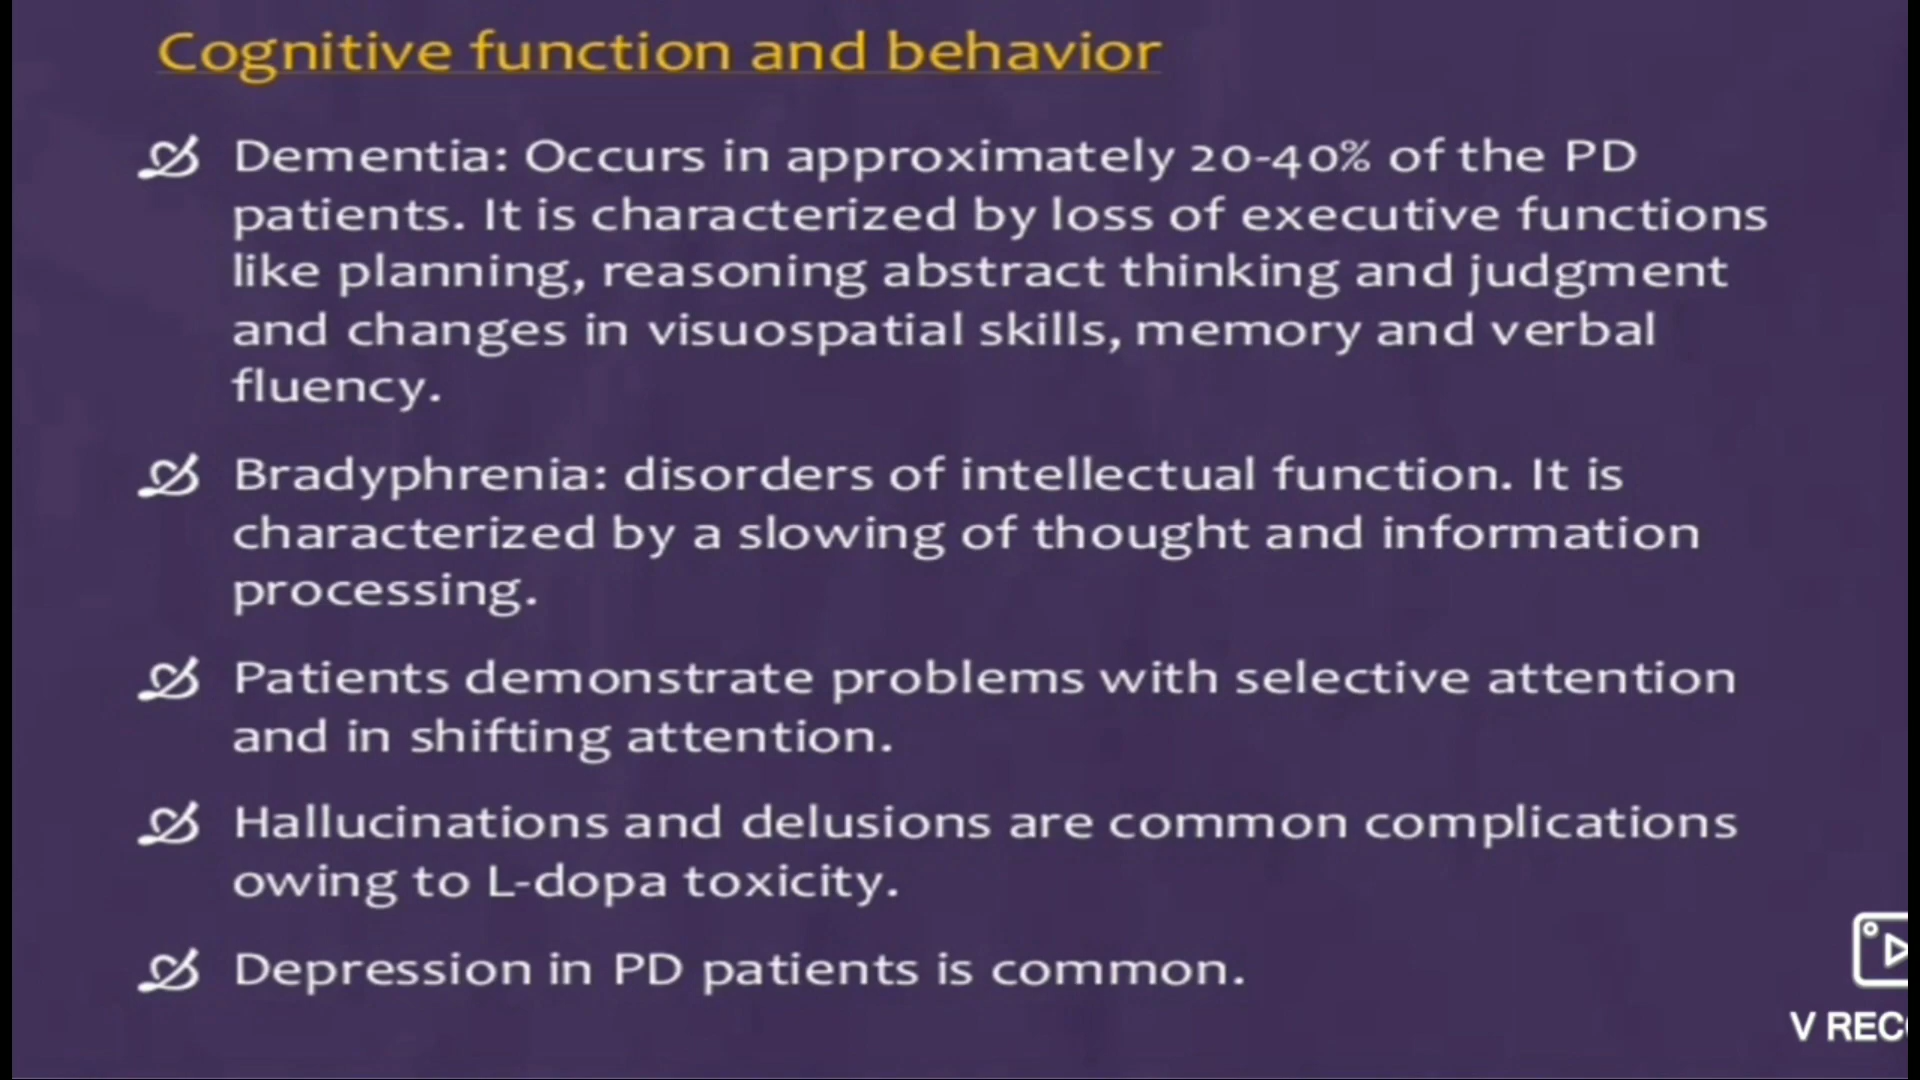 Cognitive function and behavior
Dementia: Occurs in approximately 20-40% of the PD
patients. It is characterized by loss of executive functions
like planning, reasoning abstract thinking and judgment
and changes in visuospatial skills, memory and verbal
fluency.
Bradyphrenia: disorders of intellectual function. It is
characterized by a slowing of thought and information
processing.
Patients demonstrate problems with selective attention
and in shifting attention.
Hallucinations and delusions are common complications
owing to L-dopa toxicity.
Depression in PD patients is common.
V REC